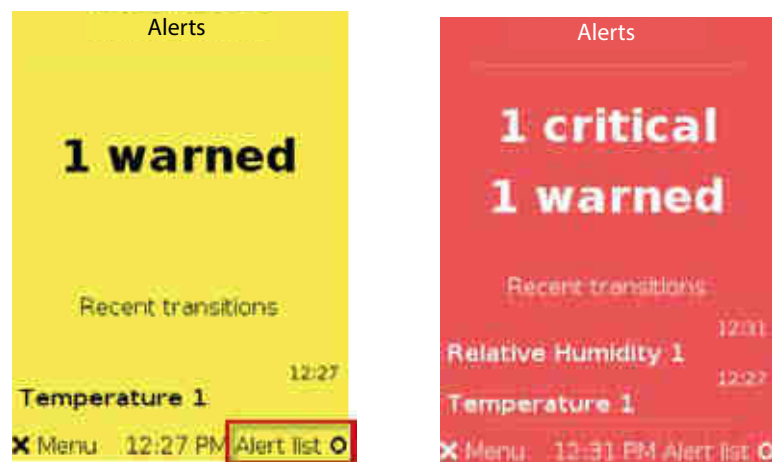 Alerts
1 warned
Recent transitions
12:27
Temperature 1
Menu 12:27 PM Alert list
Alerts
1 critical
1 warned
Recent transitions
12:31
Relative Humidity 1
12:27
Temperature 1
Menu 12:31 PM Alert list